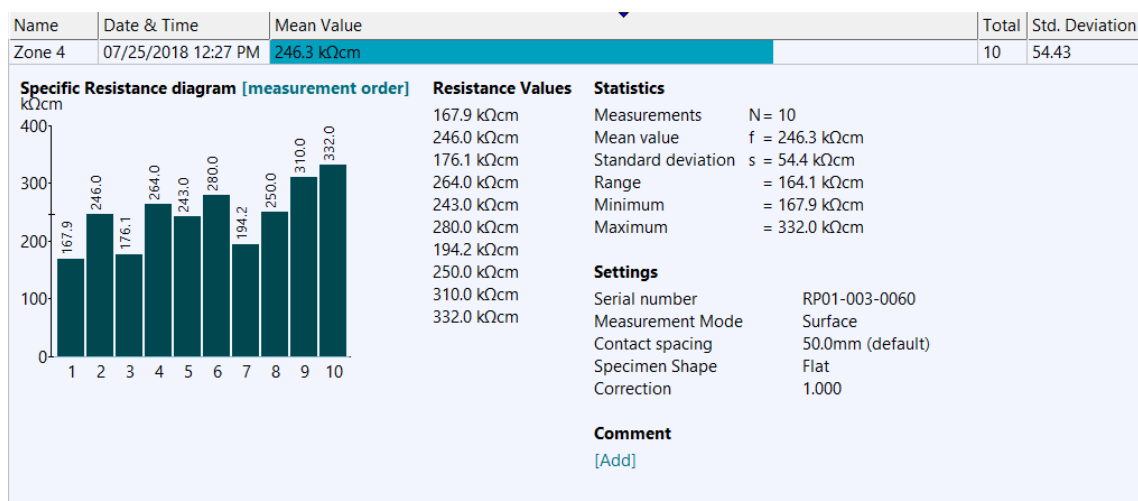 Name Date & Time Mean Value Total Std. Deviation
Zone 4 07/25/2018 12:27 PM 246.3 kΩcm 10 54.43
Specific Resistance diagram [measurement order]
kΩcm
400
300
200
100
0
167.9 246.0 176.1 264.0 243.0 280.0 194.2 250.0 310.0 332.0
1 2 3 4 5 6 7 8 9 10
Resistance Values
167.9 kΩcm
246.0 kΩcm
176.1 kΩcm
264.0 kΩcm
243.0 kΩcm
280.0 kΩcm
194.2 kΩcm
250.0 kΩcm
310.0 kΩcm
332.0 kΩcm
Statistics
Measurements N = 10
Mean value f = 246.3 kΩcm
Standard deviation s = 54.4 kΩcm
Range = 164.1 kΩcm
Minimum = 167.9 kΩcm
Maximum = 332.0 kΩcm
Settings
Serial number RP01-003-0060
Measurement Mode Surface
Contact spacing 50.0mm (default)
Specimen Shape Flat
Correction 1.000
Comment
[Add]